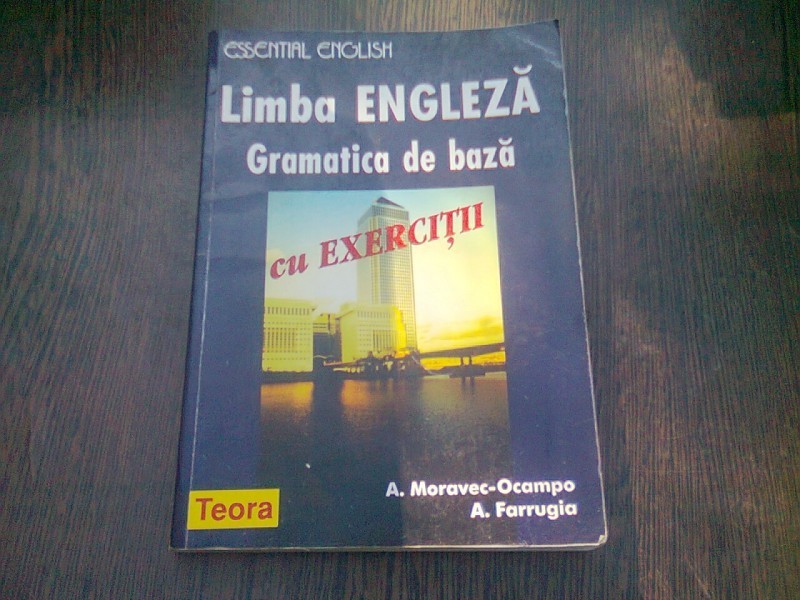 ESSENTIAL ENGLISH
Limba ENGLEZĂ
Gramatica de bază
cu EXERCIȚII
A. Moravec-Ocampo
A. Farrugia
Teora